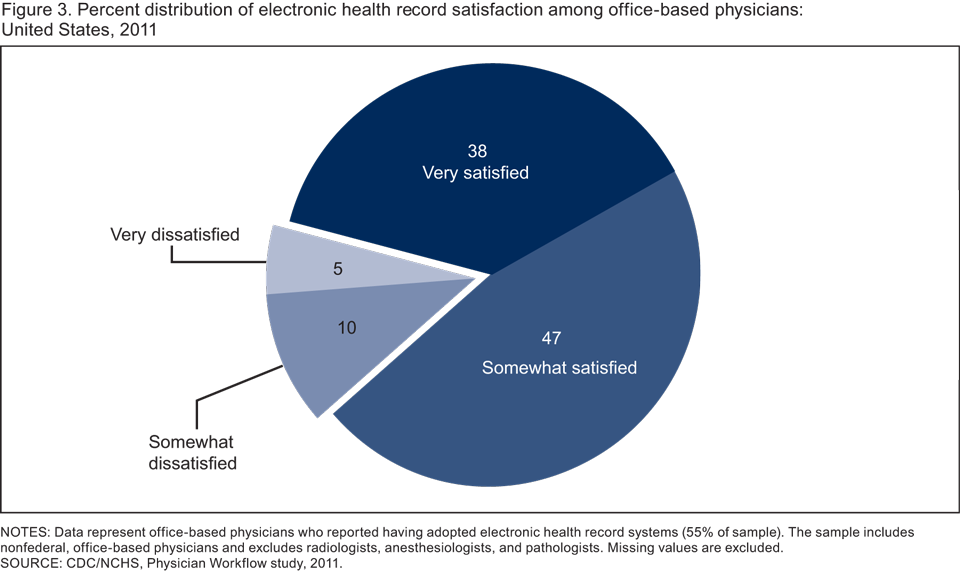 Figure 3. Percent distribution of electronic health record satisfaction among office-based physicians:
United States, 2011
38
Very satisfied
Very dissatisfied
5
10
47
Somewhat satisfied
Somewhat
dissatisfied
NOTES: Data represent office-based physicians who reported having adopted electronic health record systems (55% of sample). The sample includes
nonfederal, office-based physicians and excludes radiologists, anesthesiologists, and pathologists. Missing values are excluded.
SOURCE: CDC/NCHS, Physician Workflow study, 2011.